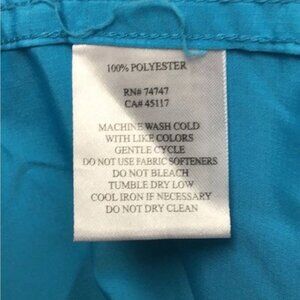 100% POLYESTER
RN# 74747
CA# 45117
MACHINE WASH COLD
WITH LIKE COLORS
GENTLE CYCLE
DO NOT USE FABRIC SOFTENERS
DO NOT BLEACH
TUMBLE DRY LOW
COOL IRON IF NECESSARY
DO NOT DRY CLEAN